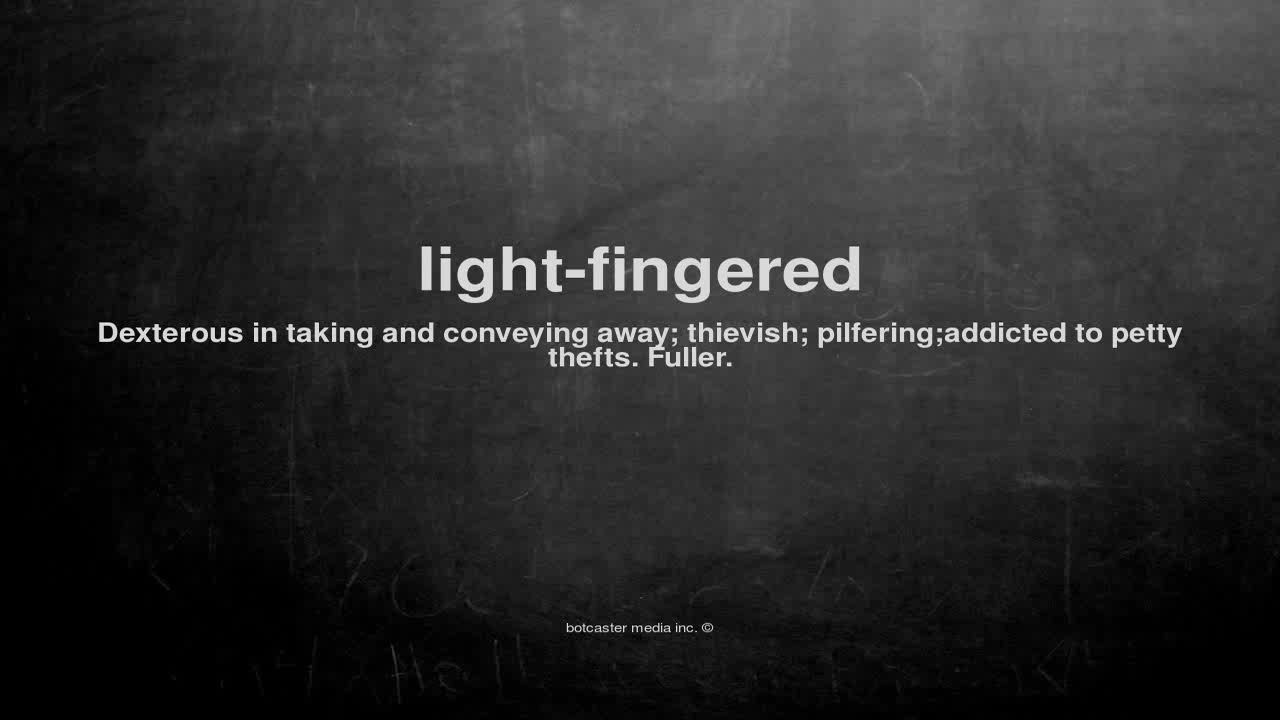 light-fingered
Dexterous in taking and conveying away; thievish; pilfering;addicted to petty
thefts. Fuller.
botcaster media inc. ©